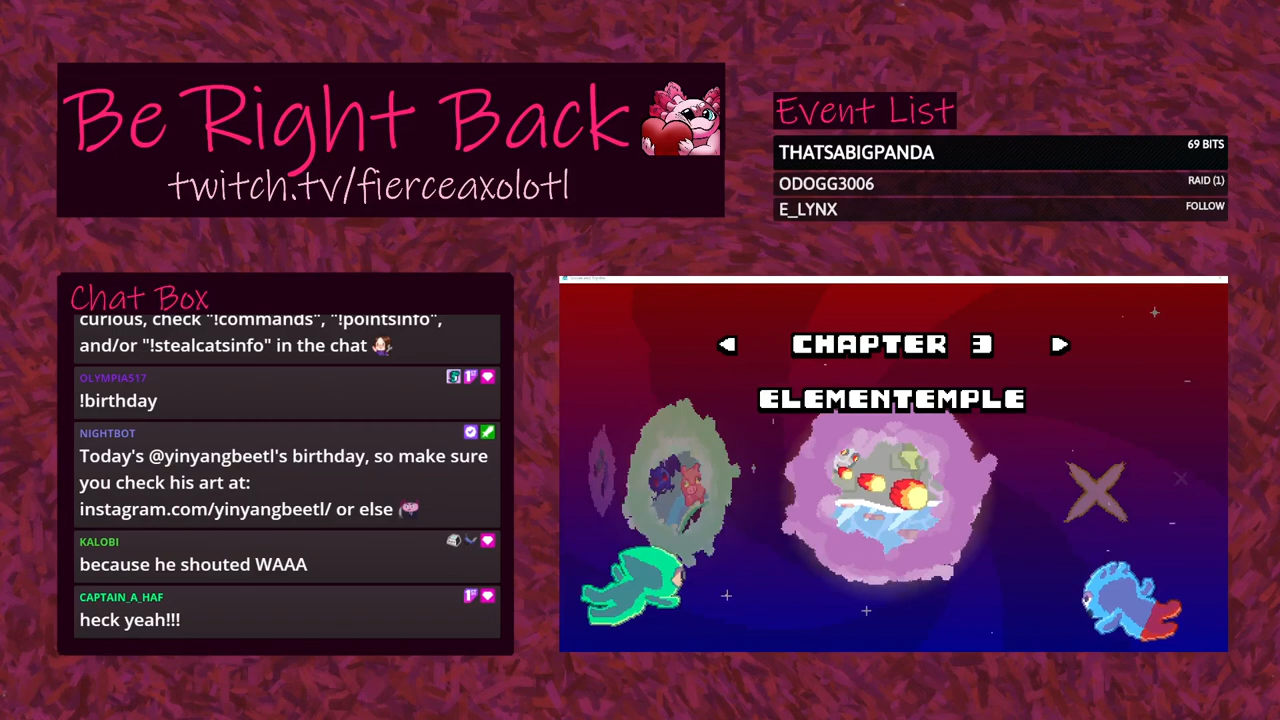 Be Right Back
twitch.tv/fierceaxolotl
Event List
THATSABIGPANDA 69 BITS
ODOGG3006 RAID (1)
E_LYNX FOLLOW
Chat Box
curious, check "!commands", "!pointsinfo",
and/or "!stealcatsinfo" in the chat
OLYMPIA517
!birthday
NIGHTBOT
Today's @yinyangbeetl's birthday, so make sure
you check his art at:
instagram.com/yinyangbeetl/ or else
KALOBI
because he shouted WAAA
CAPTAIN_A_HAF
heck yeah!!!
CHAPTER 3
ELEMENTEMPLE